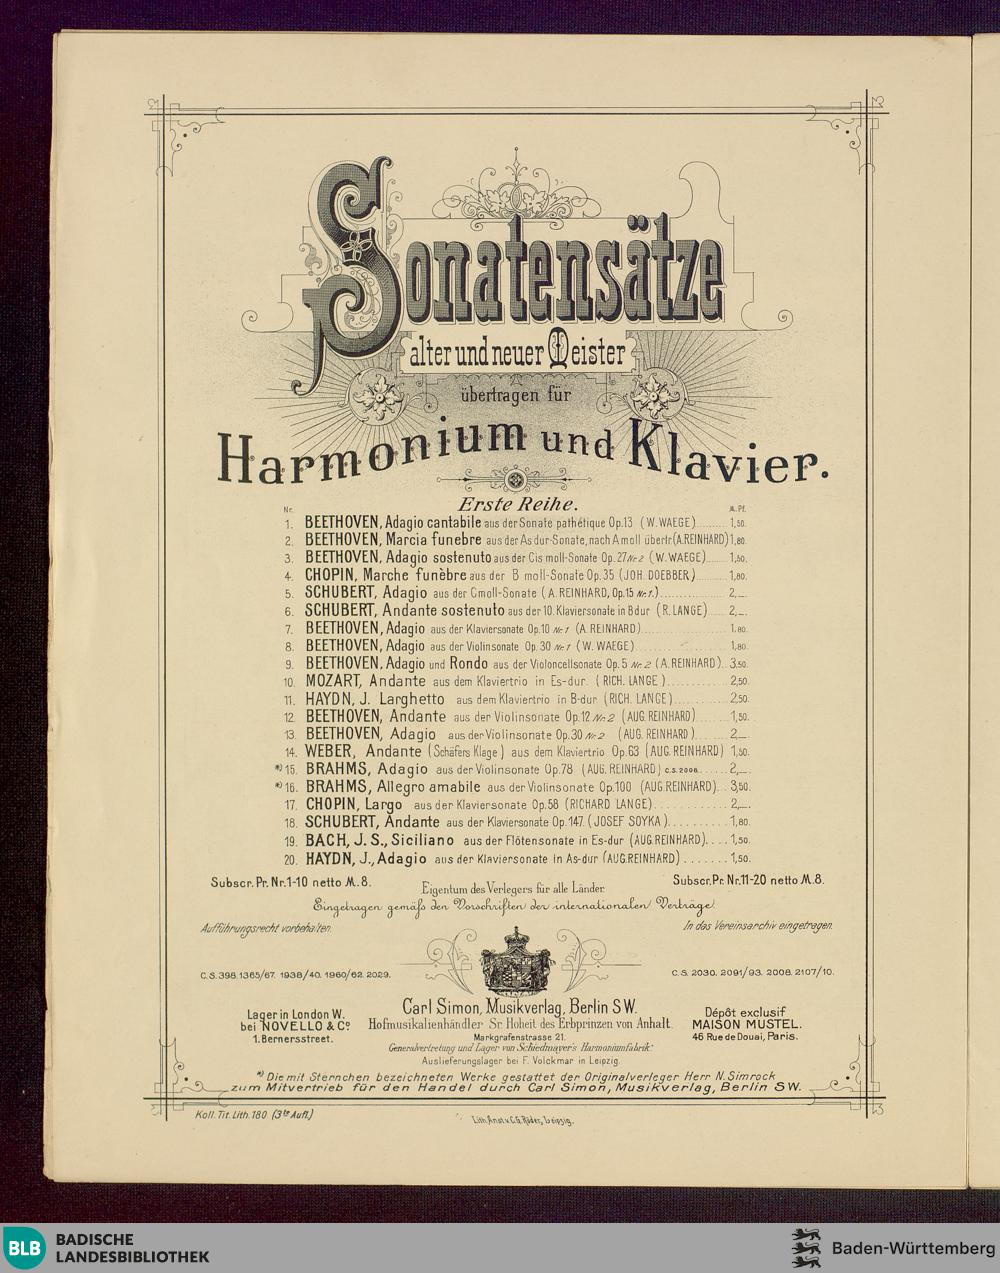 Sonatensätze
alter und neuer Meister
übertragen für
Harmonium und Klavier.
Erste Reihe.
Nr. M. Pf.
1. BEETHOVEN, Adagio cantabile aus der Sonate pathétique Op.13 (W. WAEGE) 1,50.
2. BEETHOVEN, Marcia funebre aus der As dur-Sonate, nach A moll übertr. (A. REINHARD) 1,80.
3. BEETHOVEN, Adagio sostenuto aus der Cis moll-Sonate Op. 27 Nr. 2 (W. WAEGE) 1,50.
4. CHOPIN, Marche funèbre aus der B moll-Sonate Op. 35 (JOH. DOEBBER) 1,80.
5. SCHUBERT, Adagio aus der C moll-Sonate (A. REINHARD, Op. 15 Nr. 1.) 2,—.
6. SCHUBERT, Andante sostenuto aus der 10. Klaviersonate in B dur (R. LANGE) 2,—.
7. BEETHOVEN, Adagio aus der Klaviersonate Op. 10 Nr. 1 (A. REINHARD) 1,80.
8. BEETHOVEN, Adagio aus der Violinsonate Op. 30 Nr. 1 (W. WAEGE) 1,80.
9. BEETHOVEN, Adagio und Rondo aus der Violoncellsonate Op. 5 Nr. 2 (A. REINHARD) 3,50.
10. MOZART, Andante aus dem Klaviertrio in Es-dur (RICH. LANGE) 2,50.
11. HAYDN, J. Larghetto aus dem Klaviertrio in B-dur (RICH. LANGE) 2,50.
12. BEETHOVEN, Andante aus der Violinsonate Op. 12 Nr. 2 (AUG. REINHARD) 1,50.
13. BEETHOVEN, Adagio aus der Violinsonate Op. 30 Nr. 2 (AUG. REINHARD) 2,—.
14. WEBER, Andante (Schäfers Klage) aus dem Klaviertrio Op. 63 (AUG. REINHARD) 1,50.
*) 15. BRAHMS, Adagio aus der Violinsonate Op. 78 (AUG. REINHARD) C.S. 2008. 2,—.
*) 16. BRAHMS, Allegro amabile aus der Violinsonate Op. 100 (AUG. REINHARD) 3,50.
17. CHOPIN, Largo aus der Klaviersonate Op. 58 (RICHARD LANGE) 2,—.
18. SCHUBERT, Andante aus der Klaviersonate Op. 147. (JOSEF SOYKA) 1,80.
19. BACH, J. S., Siciliano aus der Flötensonate in Es-dur (AUG. REINHARD) 1,50.
20. HAYDN, J., Adagio aus der Klaviersonate in As-dur (AUG. REINHARD) 1,50.
Subscr. Pr. Nr. 1-10 netto M. 8. Subscr. Pr. Nr. 11-20 netto M. 8.
Eigentum des Verlegers für alle Länder.
Eingetragen gemäß den Vorschriften der internationalen Verträge.
Aufführungsrecht vorbehalten. In das Vereinsarchiv eingetragen.
C. S. 398. 1365/67. 1938/40. 1960/62. 2029. C. S. 2030. 2091/93. 2008. 2107/10.
Lager in London W.
bei NOVELLO & Co.
1. Bernersstreet.
Carl Simon, Musikverlag, Berlin SW.
Hofmusikalienhändler Sr. Hoheit des Erbprinzen von Anhalt.
Markgrafenstrasse 21.
Generalvertretung und Lager von Schiedmayer's Harmoniumfabrik.
Auslieferungslager bei F. Volckmar in Leipzig.
Dépôt exclusif
MAISON MUSTEL.
46 Rue de Douai, Paris.
*) Die mit Sternchen bezeichneten Werke gestattet der Originalverleger Herr N. Simrock
zum Mitvertrieb für den Handel durch Carl Simon, Musikverlag, Berlin SW.
Koll. Tit. Lith. 180 (3te Aufl.)
Lith. Anst. v. C. G. Röder, Leipzig.
BLB BADISCHE
LANDESBIBLIOTHEK
Baden-Württemberg